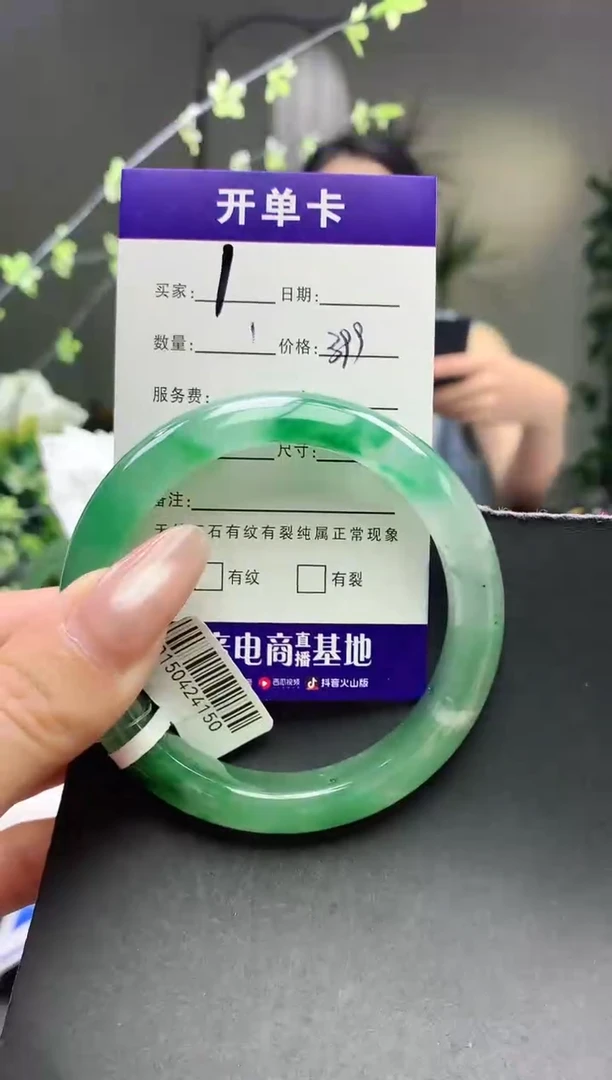 开单卡
买家: 1 日期:
数量: 1 价格: 399
服务费:
尺寸:
备注:
石有纹有裂纯属正常现象
有纹 有裂
电商直播基地
西瓜视频 抖音火山版
0150424150